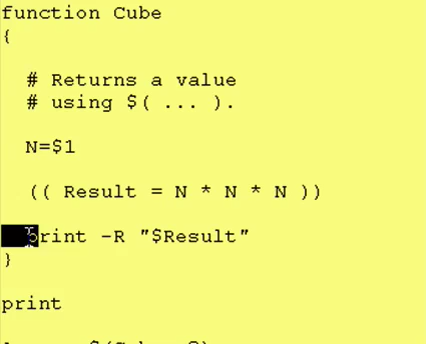 function Cube
{
# Returns a value
# using $( ... ).
N=$1
(( Result = N * N * N ))
print -R "$Result"
}
print